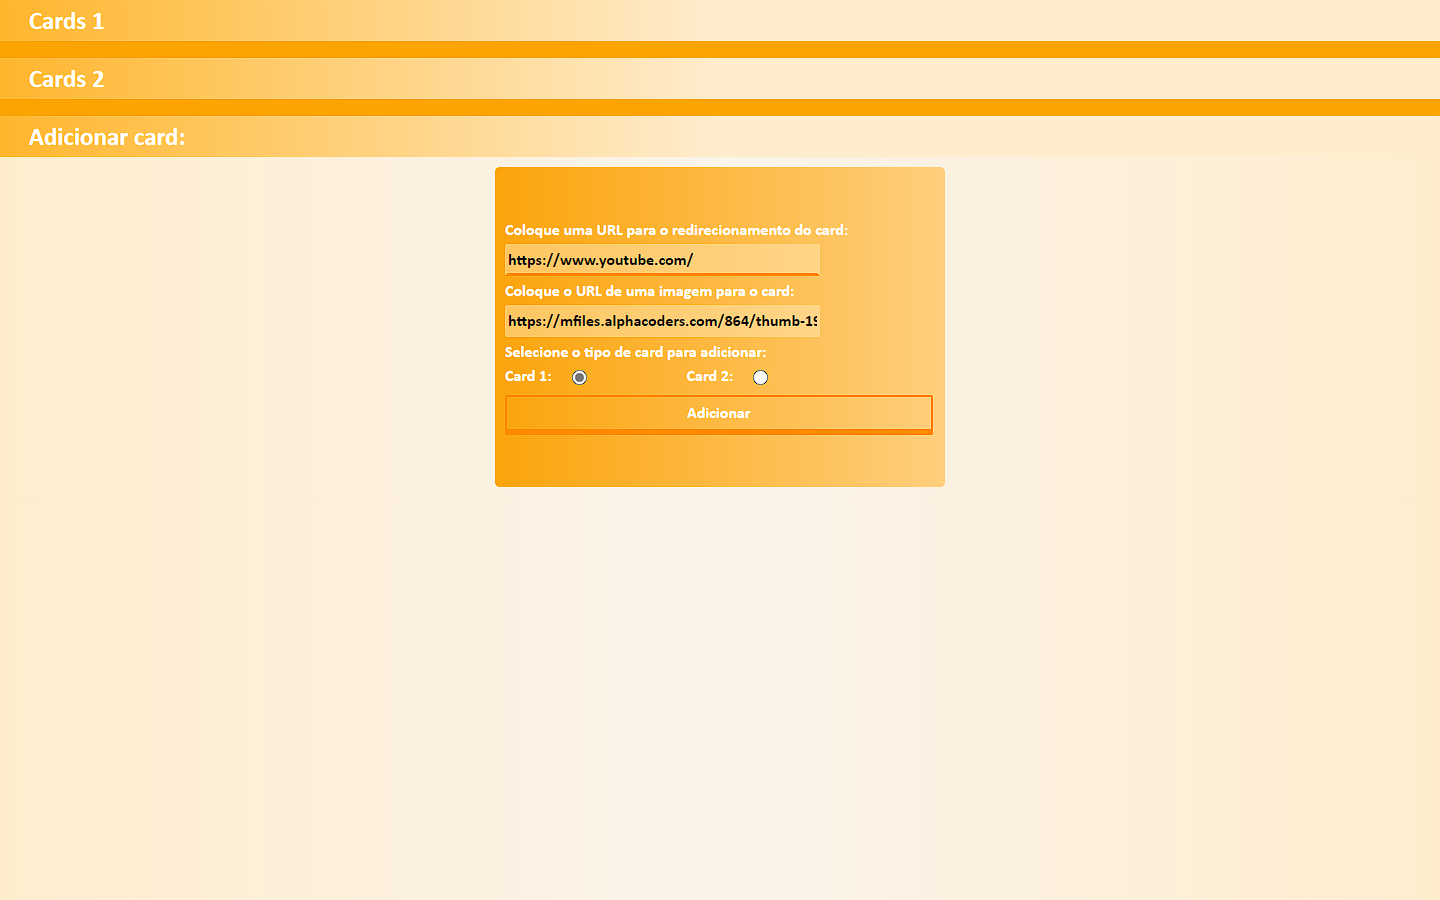 Cards 1
Cards 2
Adicionar card:
Coloque uma URL para o redirecionamento do card:
https://www.youtube.com/
Coloque o URL de uma imagem para o card:
https://mfiles.alphacoders.com/864/thumb-19
Selecione o tipo de card para adicionar:
Card 1: Card 2:
Adicionar